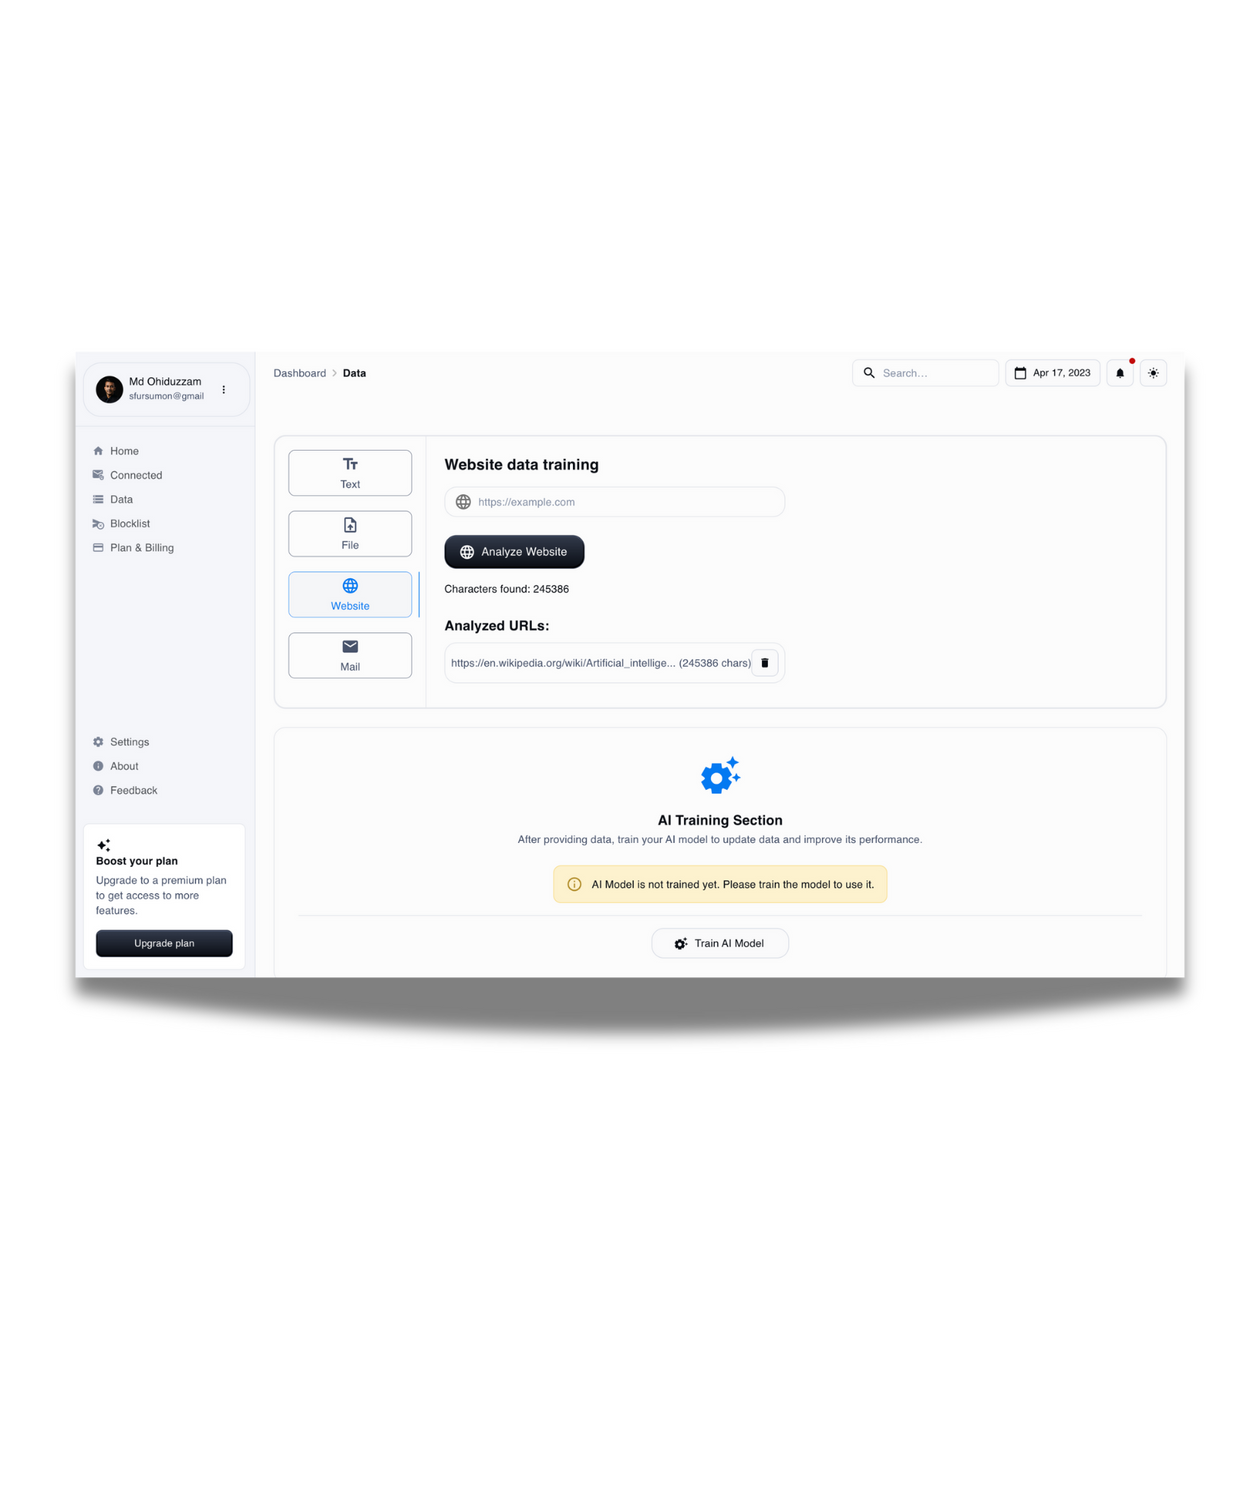 Md Ohiduzzam
sfursumon@gmail
Home
Connected
Data
Blocklist
Plan & Billing
Settings
About
Feedback
Boost your plan
Upgrade to a premium plan
to get access to more
features.
Upgrade plan
Dashboard > Data
Search...
Apr 17, 2023
Text
File
Website
Mail
Website data training
https://example.com
Analyze Website
Characters found: 245386
Analyzed URLs:
https://en.wikipedia.org/wiki/Artificial_intellige... (245386 chars)
AI Training Section
After providing data, train your AI model to update data and improve its performance.
AI Model is not trained yet. Please train the model to use it.
Train AI Model